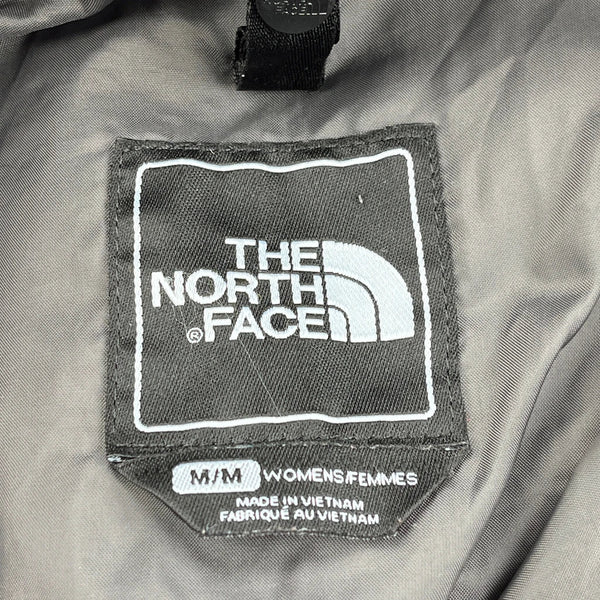 THE
NORTH
® FACE
M/M WOMENS/FEMMES
MADE IN VIETNAM
FABRIQUÉ AU VIETNAM